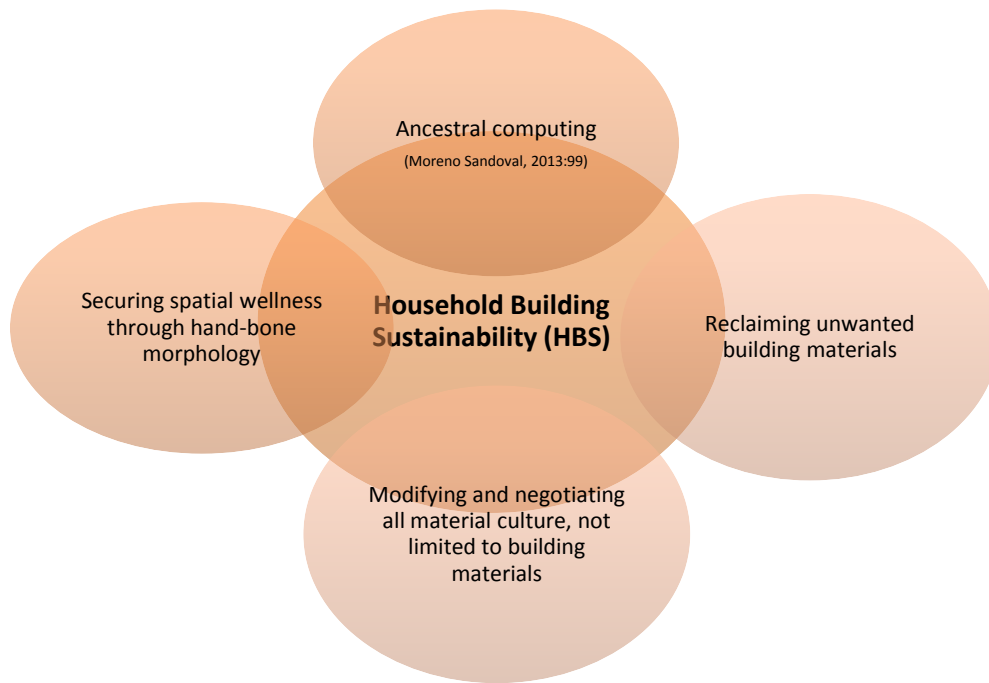 Ancestral computing
(Moreno Sandoval, 2013:99)
Securing spatial wellness
through hand-bone
morphology
Household Building
Sustainability (HBS)
Reclaiming unwanted
building materials
Modifying and negotiating
all material culture, not
limited to building
materials